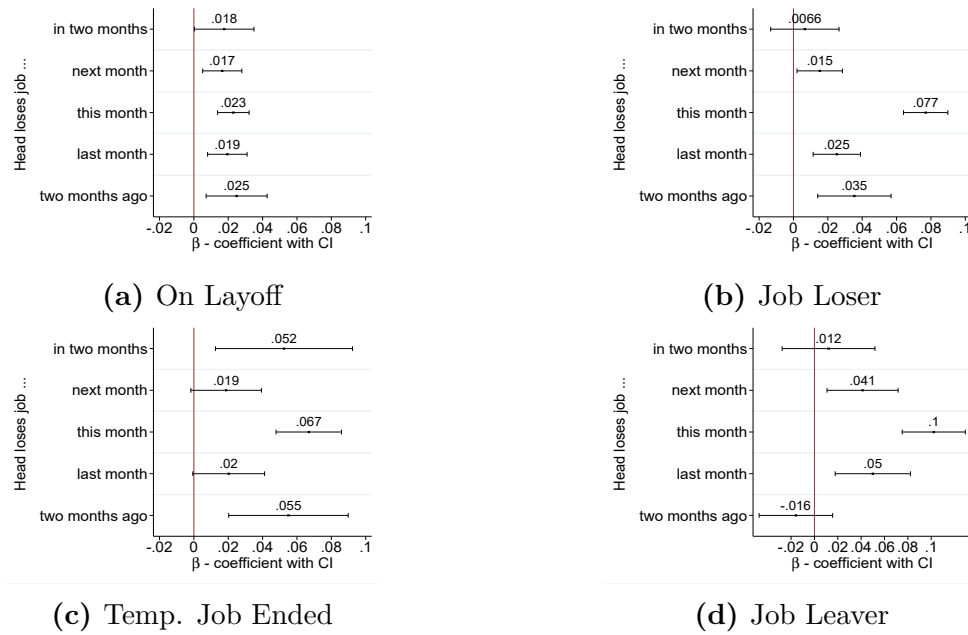 Head loses job ...
in two months
.018
next month
.017
this month
.023
last month
.019
two months ago
.025
-.02 0 .02 .04 .06 .08 .1
β - coefficient with CI
(a) On Layoff
Head loses job ...
in two months
.0066
next month
.015
this month
.077
last month
.025
two months ago
.035
-.02 0 .02 .04 .06 .08 .1
β - coefficient with CI
(b) Job Loser
Head loses job ...
in two months
.052
next month
.019
this month
.067
last month
.02
two months ago
.055
-.02 0 .02 .04 .06 .08 .1
β - coefficient with CI
(c) Temp. Job Ended
Head loses job ...
in two months
.012
next month
.041
this month
.1
last month
.05
two months ago
-.016
-.02 0 .02 .04 .06 .08 .1
β - coefficient with CI
(d) Job Leaver